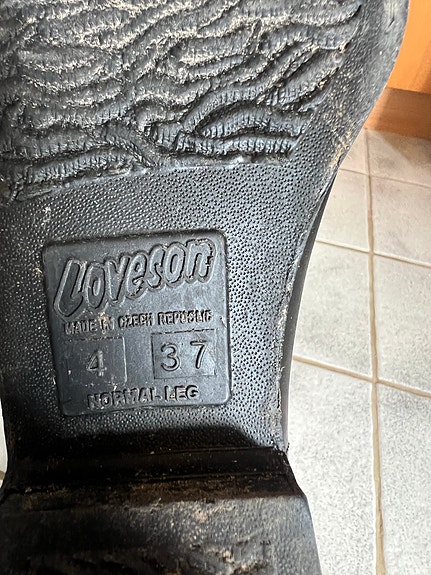 Loveson
MADE IN CZECH REPUBLIC
4 37
NORMAL LEG